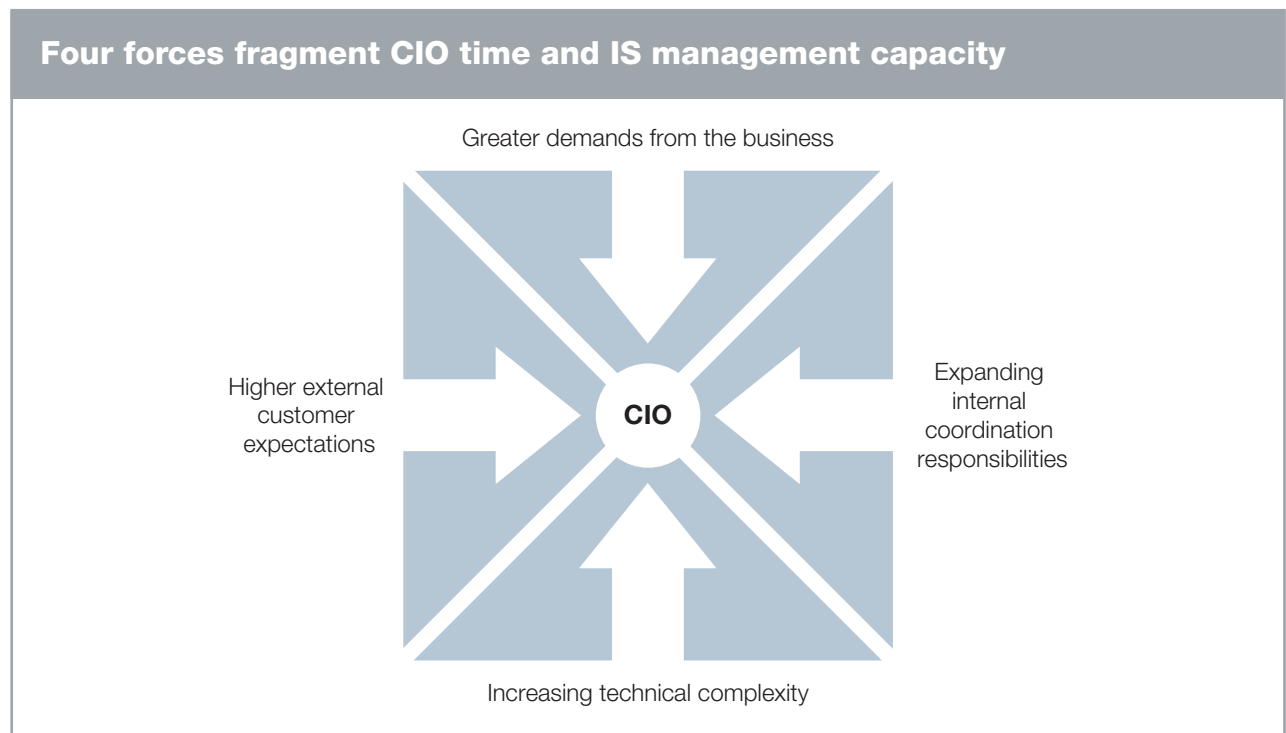 Four forces fragment CIO time and IS management capacity
Greater demands from the business
Higher external
customer
expectations
CIO
Expanding
internal
coordination
responsibilities
Increasing technical complexity